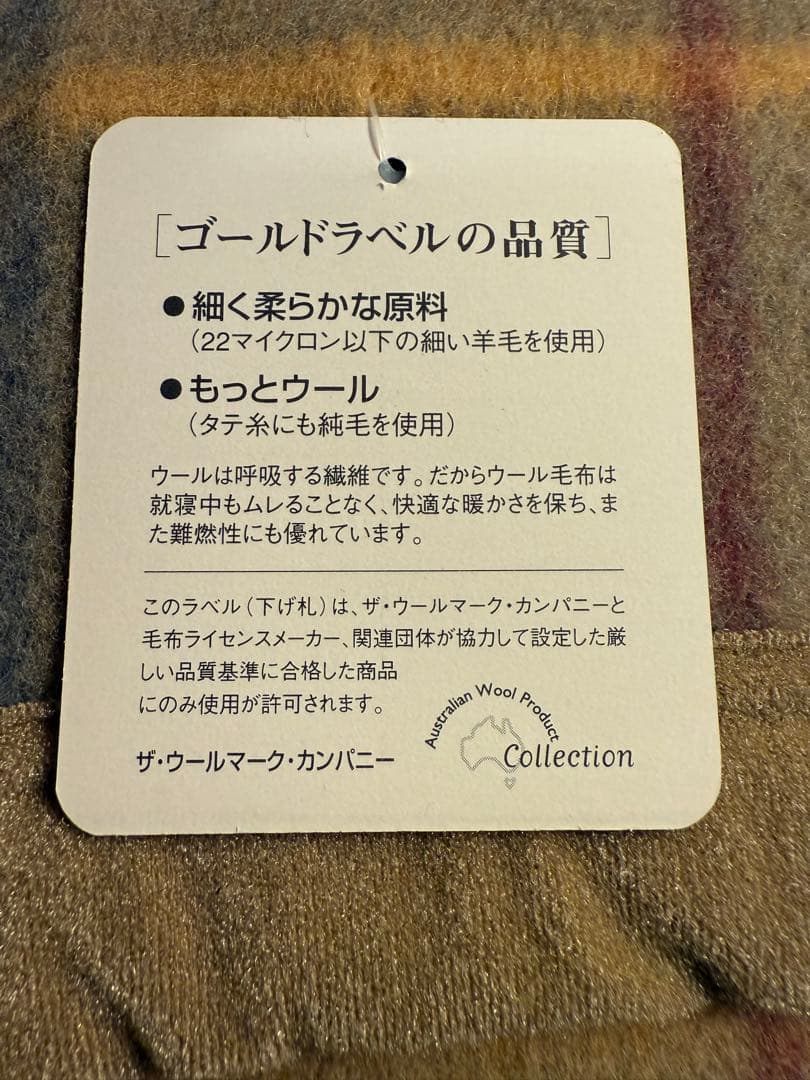 ［ゴールドラベルの品質］
●細く柔らかな原料
（22マイクロン以下の細い羊毛を使用）
●もっとウール
（タテ糸にも純毛を使用）
ウールは呼吸する繊維です。だからウール毛布は
就寝中もムレることなく、快適な暖かさを保ち、ま
た難燃性にも優れています。
このラベル（下げ札）は、ザ・ウールマーク・カンパニーと
毛布ライセンスメーカー、関連団体が協力して設定した厳
しい品質基準に合格した商品
にのみ使用が許可されます。
ザ・ウールマーク・カンパニー
Australian Wool Product
Collection